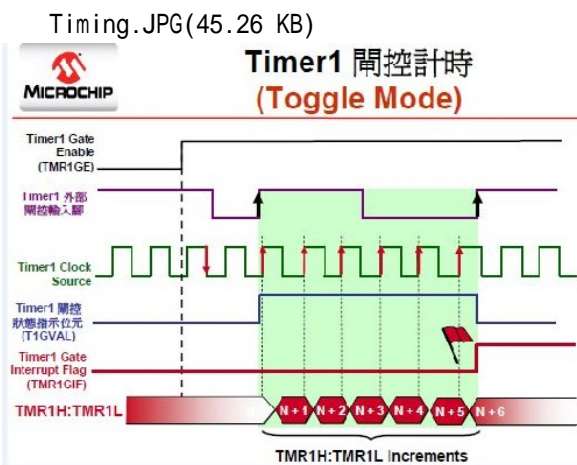 Timing.JPG(45.26 KB)
MICROCHIP
Timer1 閘控計時
(Toggle Mode)
Timer1 Gate
Enable
(TMR1GE)
Timer1 外部
閘控輸入腳
Timer1 Clock
Source
Timer1 閘控
狀態指示位元
(T1GVAL)
Timer1 Gate
Interrupt Flag
(TMR1GIF)
TMR1H:TMR1L
N + 1
N + 2
N + 3
N + 4
N + 5
N + 6
TMR1H:TMR1L Increments